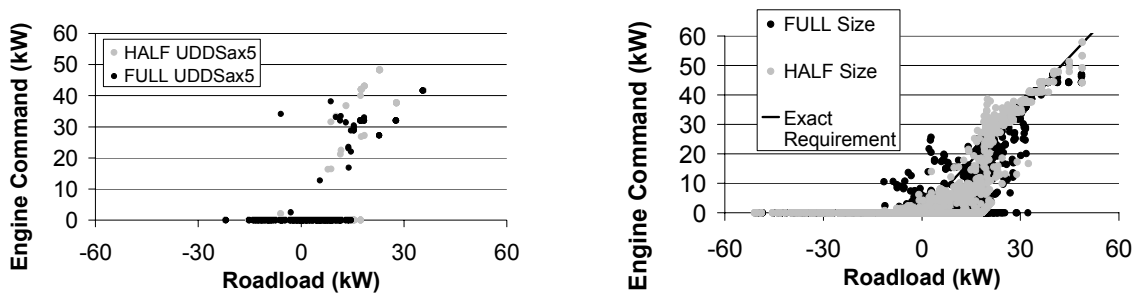 Engine Command (kW)
60
50
40
30
20
10
0
HALF UDDSax5
FULL UDDSax5
-60 -30 0 30 60
Roadload (kW)
Engine Command (kW)
60
50
40
30
20
10
0
FULL Size
HALF Size
Exact
Requirement
-60 -30 0 30 60
Roadload (kW)